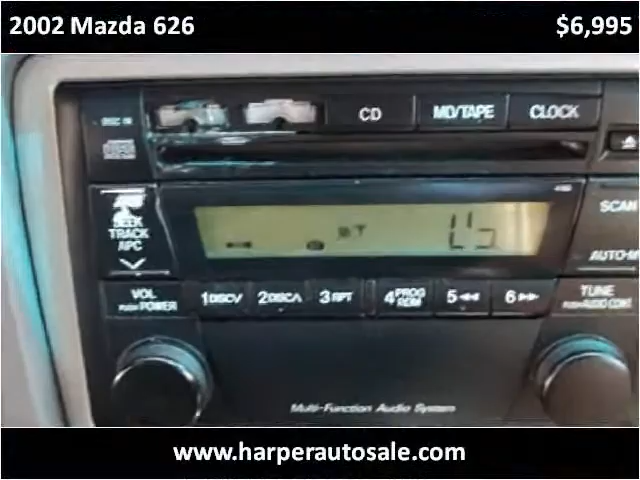 2002 Mazda 626 $6,995
CD MD/TAPE CLOCK
DISC IN
SCAN
SEEK
TRACK
APC
AUTO-M
VOL
PUSH POWER
1 DISC∨ 2 DISC∧ 3 RPT 4 PROG RDM 5 ◀◀ 6 ▶▶
TUNE
PUSH AUDIO CONT
Multi-Function Audio System
www.harperautosale.com